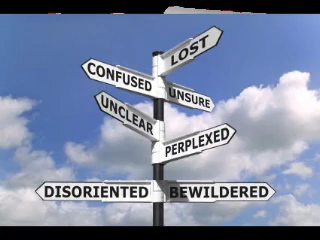 LOST
CONFUSED
UNSURE
UNCLEAR
PERPLEXED
DISORIENTED
BEWILDERED